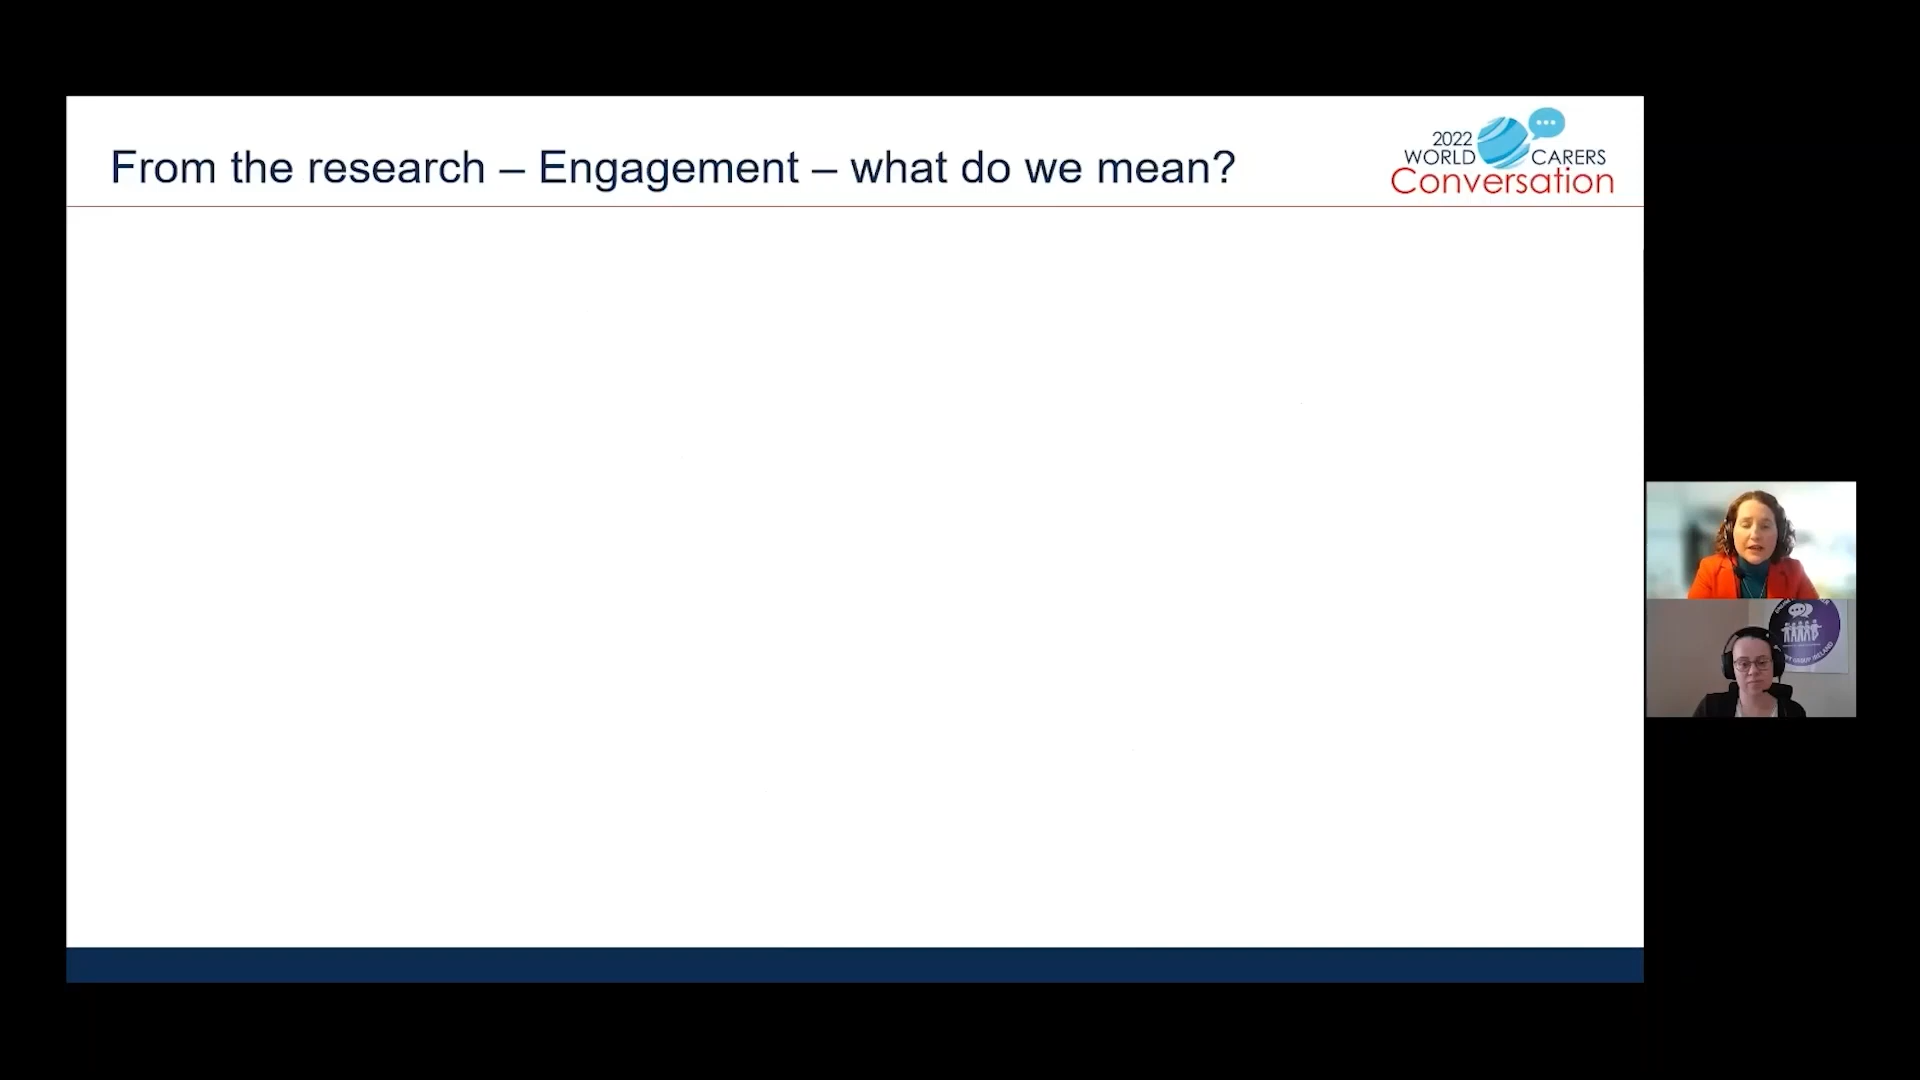 From the research – Engagement – what do we mean?
2022
WORLD CARERS
Conversation